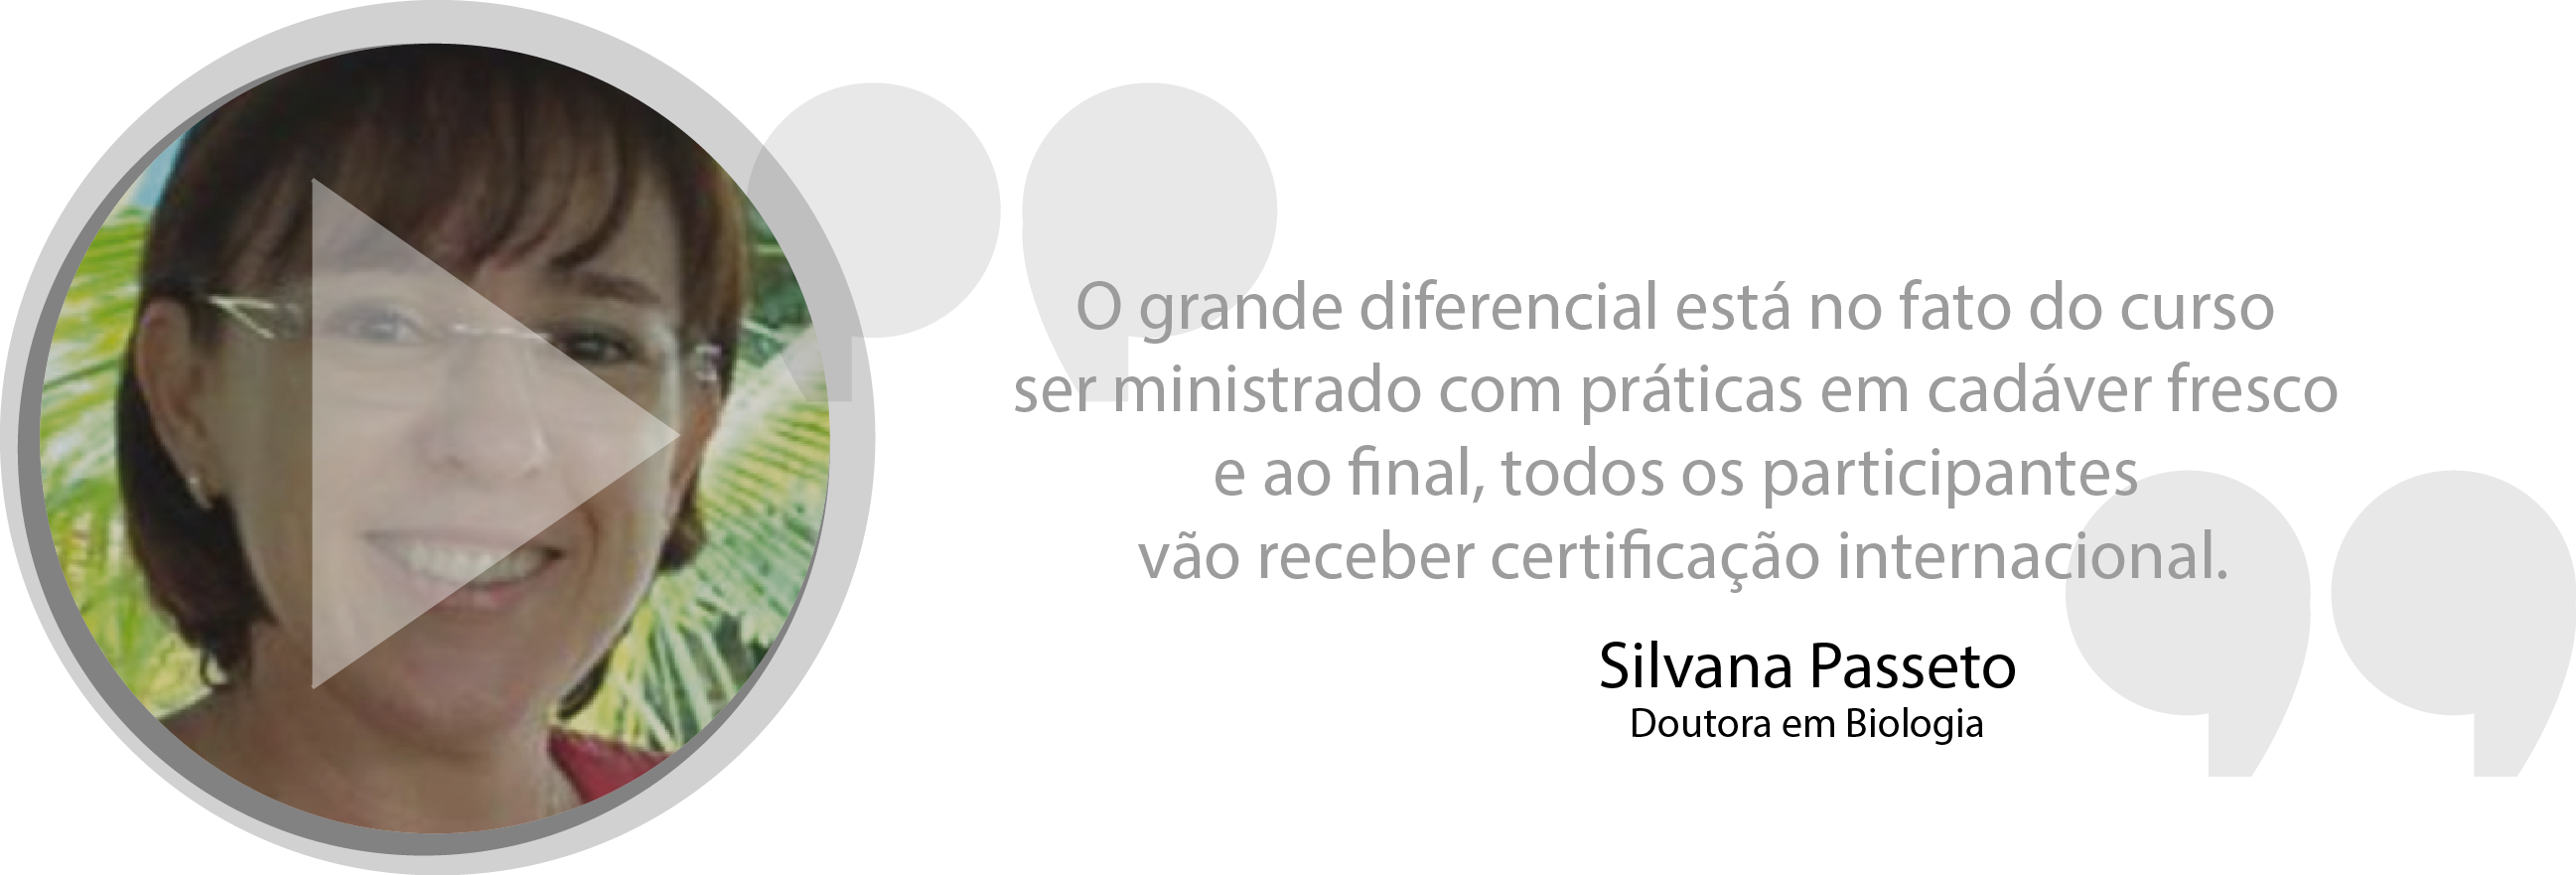 O grande diferencial está no fato do curso
ser ministrado com práticas em cadáver fresco
e ao final, todos os participantes
vão receber certificação internacional.
Silvana Passeto
Doutora em Biologia